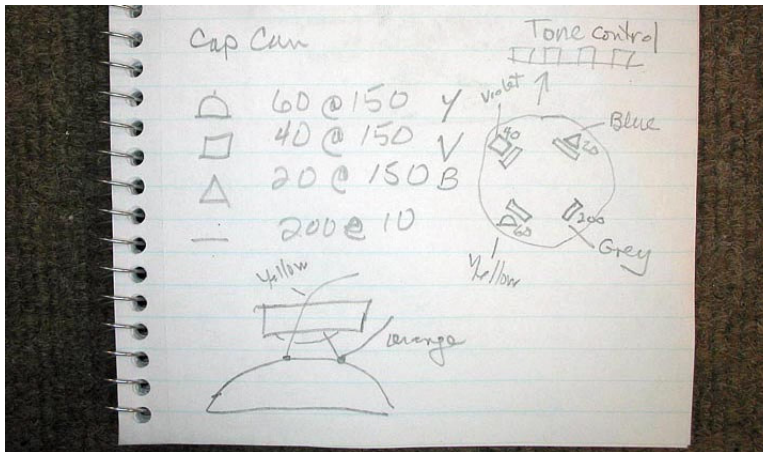 Cap Can
Tone control
60 @ 150 Y
40 @ 150 V
20 @ 150 B
200 @ 10
Violet
Blue
40
20
60
200
Yellow
Grey
Yellow
orange